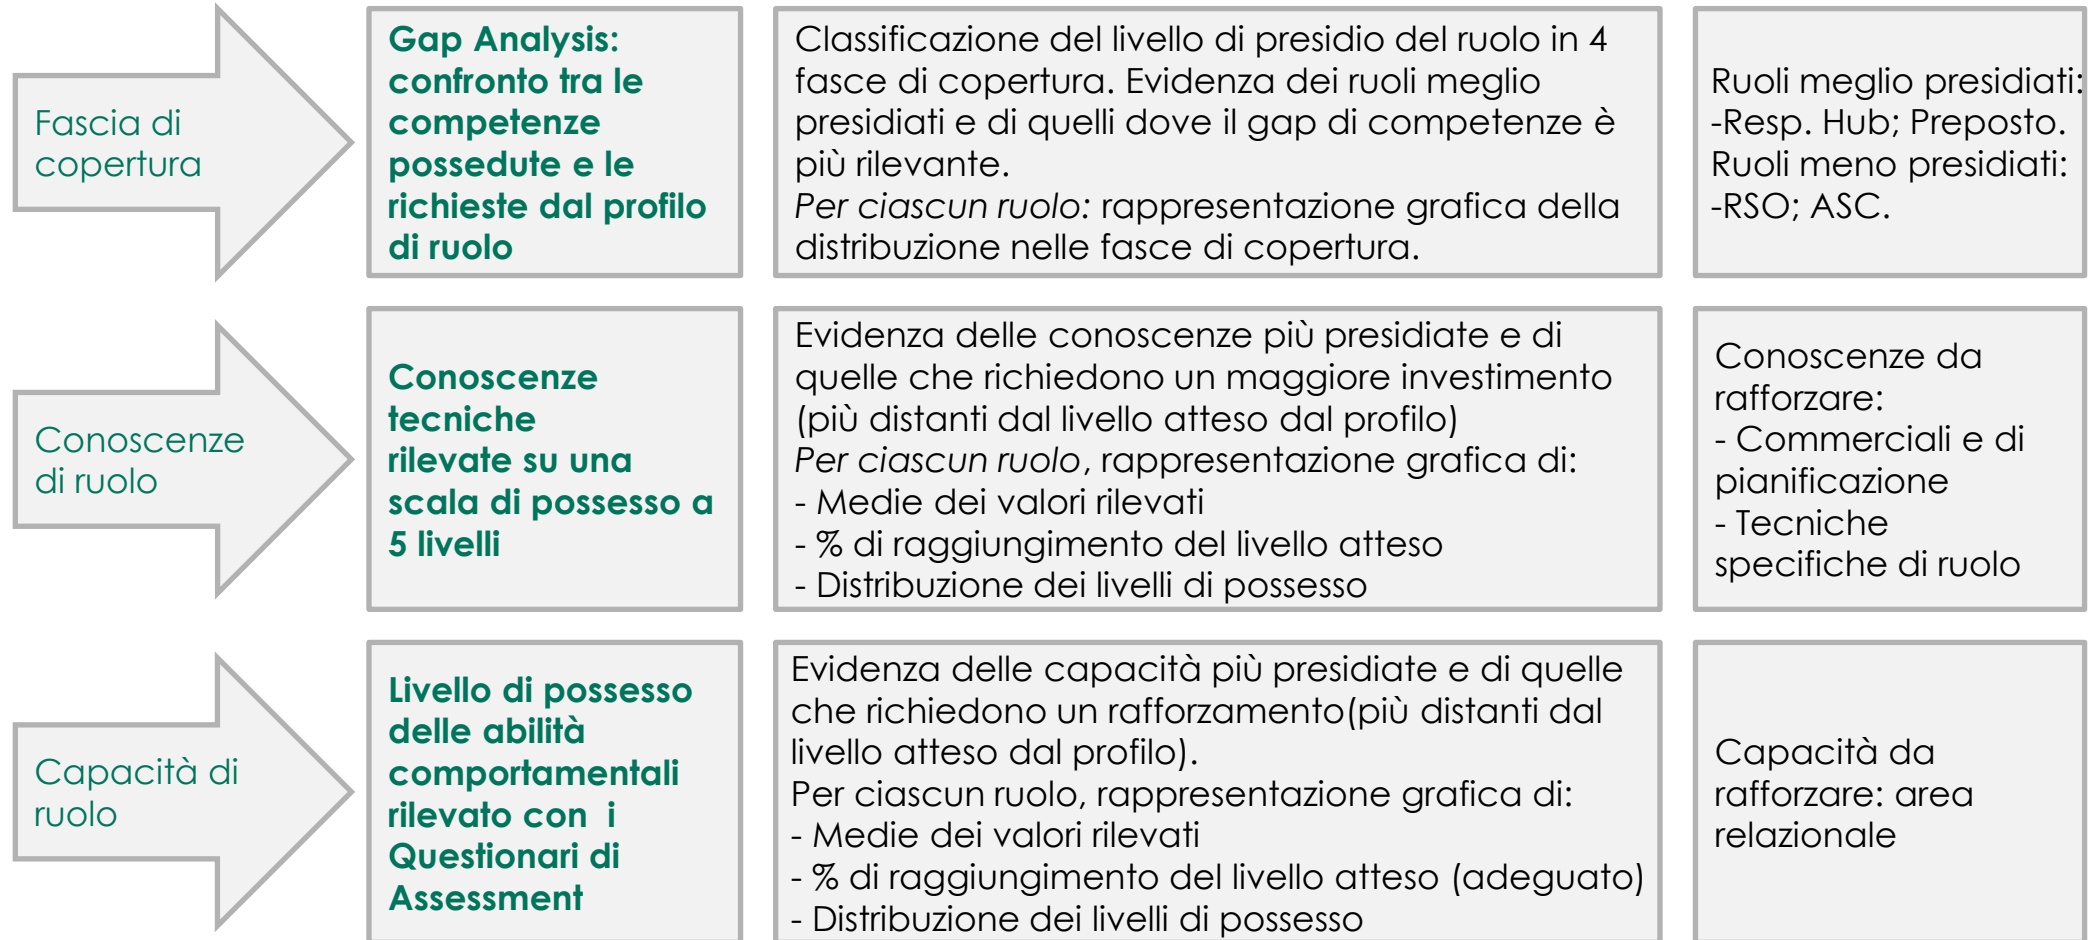 Fascia di
copertura
Gap Analysis:
confronto tra le
competenze
possedute e le
richieste dal profilo
di ruolo
Classificazione del livello di presidio del ruolo in 4
fasce di copertura. Evidenza dei ruoli meglio
presidiati e di quelli dove il gap di competenze è
più rilevante.
Per ciascun ruolo: rappresentazione grafica della
distribuzione nelle fasce di copertura.
Ruoli meglio presidiati:
-Resp. Hub; Preposto.
Ruoli meno presidiati:
-RSO; ASC.
Conoscenze
di ruolo
Conoscenze
tecniche
rilevate su una
scala di possesso a
5 livelli
Evidenza delle conoscenze più presidiate e di
quelle che richiedono un maggiore investimento
(più distanti dal livello atteso dal profilo)
Per ciascun ruolo, rappresentazione grafica di:
- Medie dei valori rilevati
- % di raggiungimento del livello atteso
- Distribuzione dei livelli di possesso
Conoscenze da
rafforzare:
- Commerciali e di
pianificazione
- Tecniche
specifiche di ruolo
Capacità di
ruolo
Livello di possesso
delle abilità
comportamentali
rilevato con  i
Questionari di
Assessment
Evidenza delle capacità più presidiate e di quelle
che richiedono un rafforzamento(più distanti dal
livello atteso dal profilo).
Per ciascun ruolo, rappresentazione grafica di:
- Medie dei valori rilevati
- % di raggiungimento del livello atteso (adeguato)
- Distribuzione dei livelli di possesso
Capacità da
rafforzare: area
relazionale